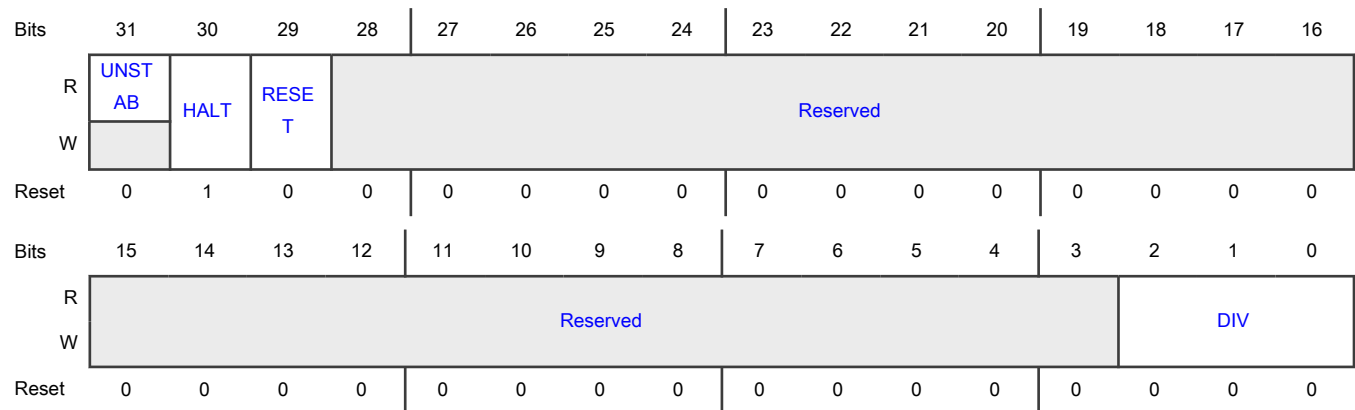 Bits 31 30 29 28 27 26 25 24 23 22 21 20 19 18 17 16
R UNST
AB HALT RESE
T Reserved
W
Reset 0 1 0 0 0 0 0 0 0 0 0 0 0 0 0 0
Bits 15 14 13 12 11 10 9 8 7 6 5 4 3 2 1 0
R
Reserved DIV
W
Reset 0 0 0 0 0 0 0 0 0 0 0 0 0 0 0 0